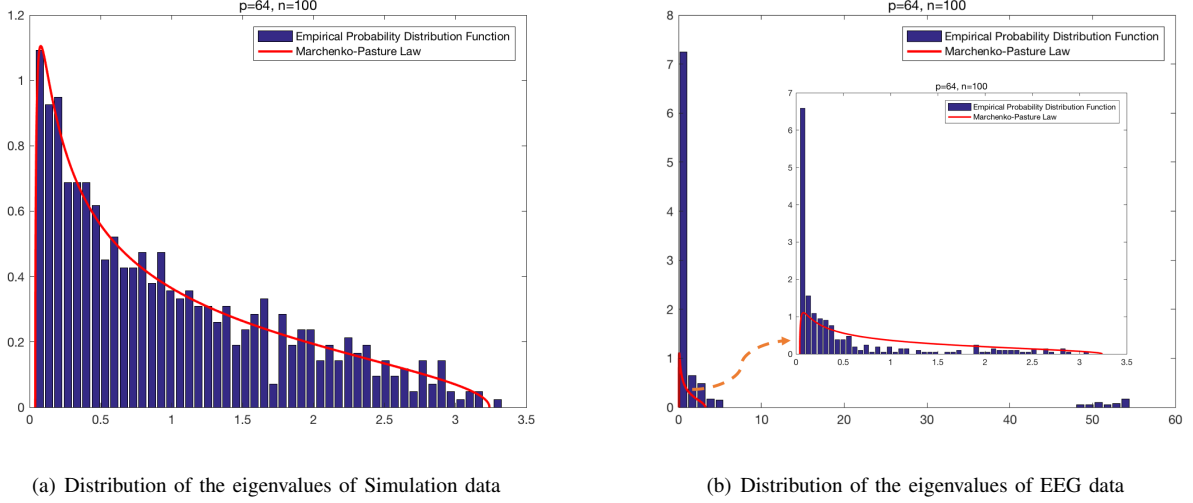 p=64, n=100
Empirical Probability Distribution Function
Marchenko-Pasture Law
1.2
1
0.8
0.6
0.4
0.2
0
0 0.5 1 1.5 2 2.5 3 3.5
(a) Distribution of the eigenvalues of Simulation data
p=64, n=100
Empirical Probability Distribution Function
Marchenko-Pasture Law
8
7
6
5
4
3
2
1
0
0 10 20 30 40 50 60
p=64, n=100
Empirical Probability Distribution Function
Marchenko-Pasture Law
7
6
5
4
3
2
1
0
0 0.5 1 1.5 2 2.5 3 3.5
(b) Distribution of the eigenvalues of EEG data